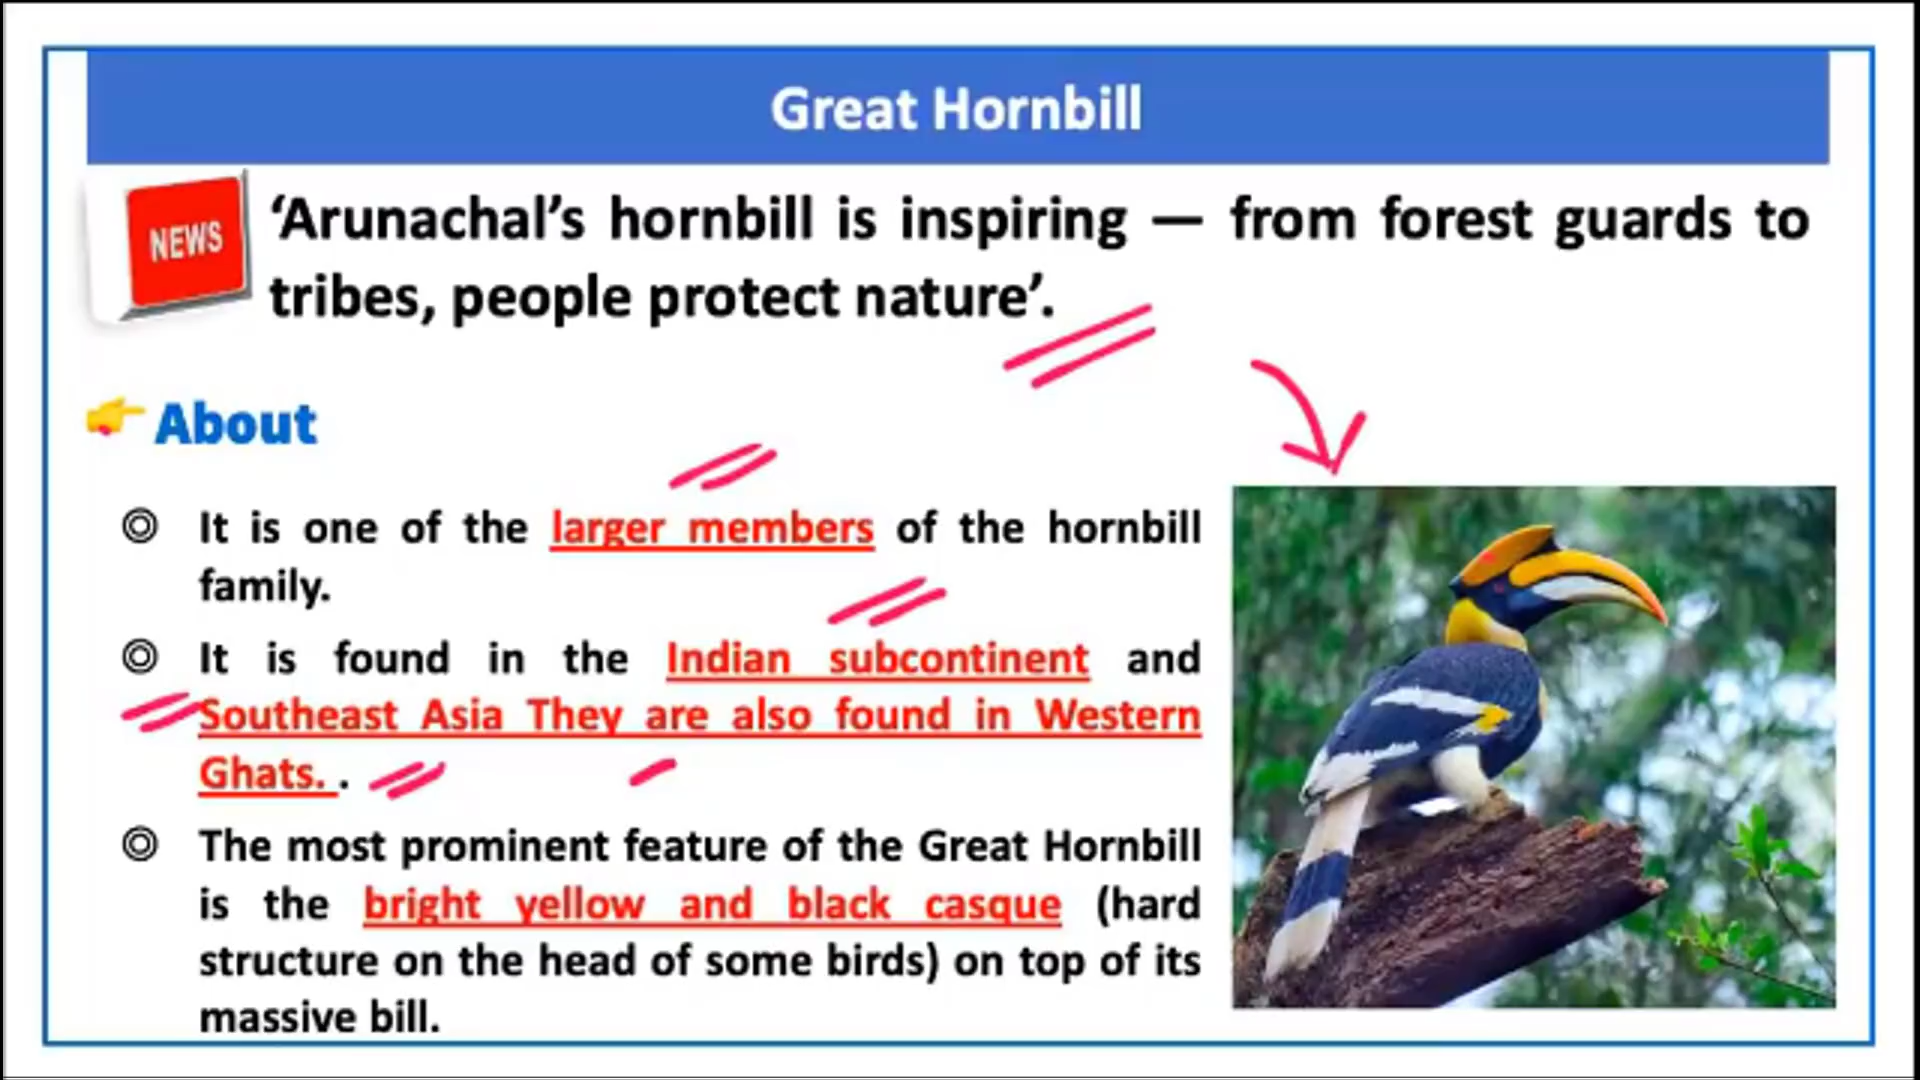 Great Hornbill
NEWS
‘Arunachal’s hornbill is inspiring — from forest guards to
tribes, people protect nature’.
About
It is one of the larger members of the hornbill
family.
It is found in the Indian subcontinent and
Southeast Asia They are also found in Western
Ghats. .
The most prominent feature of the Great Hornbill
is the bright yellow and black casque (hard
structure on the head of some birds) on top of its
massive bill.